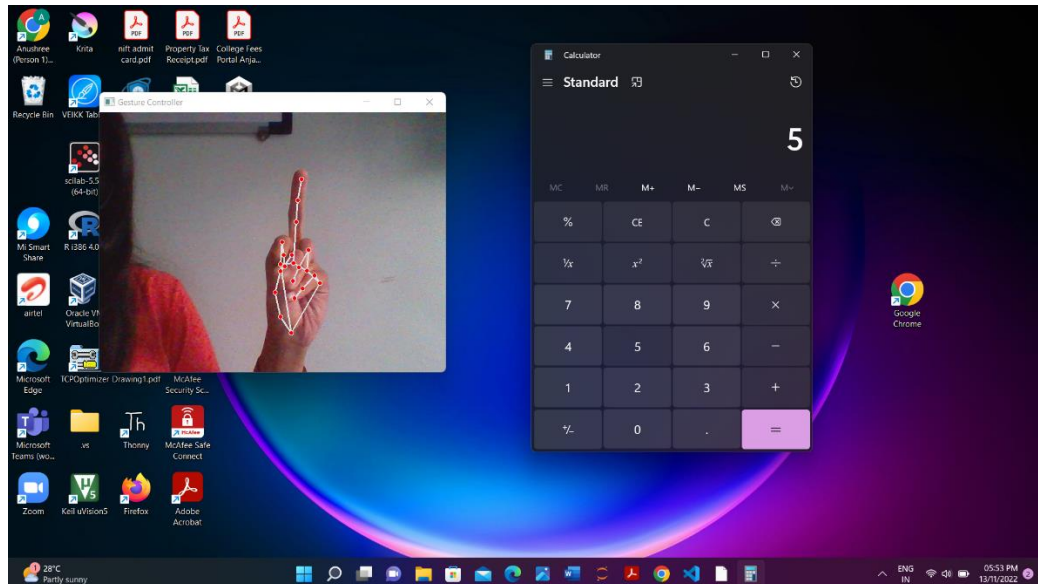 Anushree
(Person 1)...
Krita
nift admit
card.pdf
Property Tax
Receipt.pdf
College Fees
Portal Anja...
Recycle Bin
VEIKK Tabl
Gesture Controller
scilab-5.5
(64-bit)
Mi Smart
Share
R i386 4.0
airtel
Oracle VM
VirtualBo
Microsoft
Edge
TCPOptimizer
Drawing1.pdf
McAfee
Security Sc...
Microsoft
Teams (wo...
.vs
Thonny
McAfee Safe
Connect
Zoom
Keil uVision5
Firefox
Adobe
Acrobat
Calculator
Standard
5
MC MR M+ M− MS M˅
% CE C
⅟x x² ²√x ÷
7 8 9 ×
4 5 6 −
1 2 3 +
+/− 0 . =
Google
Chrome
28°C
Partly sunny
ENG
IN
05:53 PM
13/11/2022
2